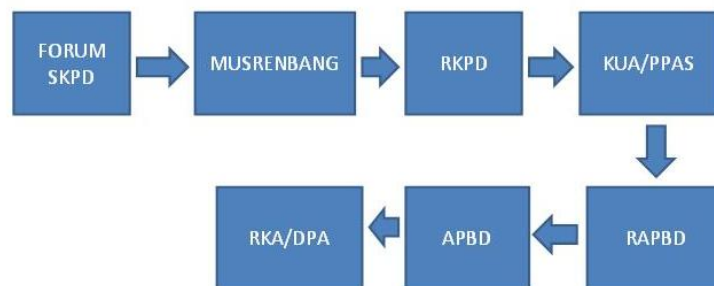 FORUM
SKPD
MUSRENBANG
RKPD
KUA/PPAS
RKA/DPA
APBD
RAPBD